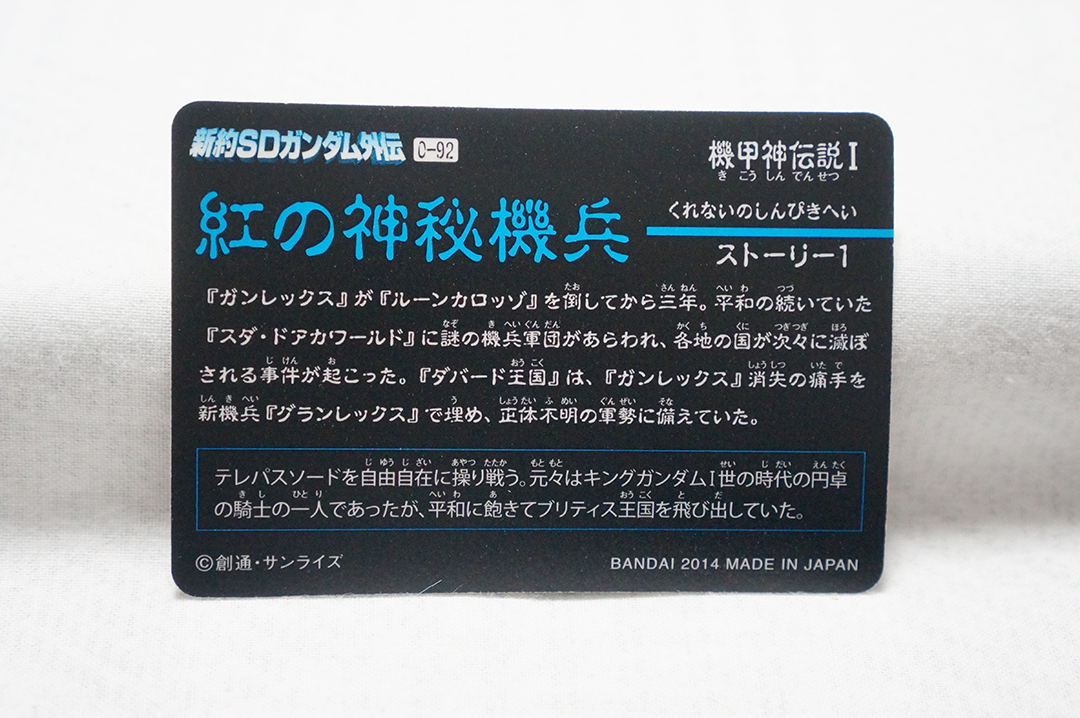 新約SDガンダム外伝 C-92
機甲神伝説I
きこうしんでんせつ
紅の神秘機兵
くれないのしんぴきへい
ストーリー1
『ガンレックス』が『ルーンカロッゾ』を倒してから三年。平和の続いていた
『スダ・ドアカワールド』に謎の機兵軍団があらわれ、各地の国が次々に滅ぼ
される事件が起こった。『ダバード王国』は、『ガンレックス』消失の痛手を
新機兵『グランレックス』で埋め、正体不明の軍勢に備えていた。
テレパスソードを自由自在に操り戦う。元々はキングガンダムI世の時代の円卓
の騎士の一人であったが、平和に飽きてブリティス王国を飛び出していた。
©創通・サンライズ
BANDAI 2014 MADE IN JAPAN